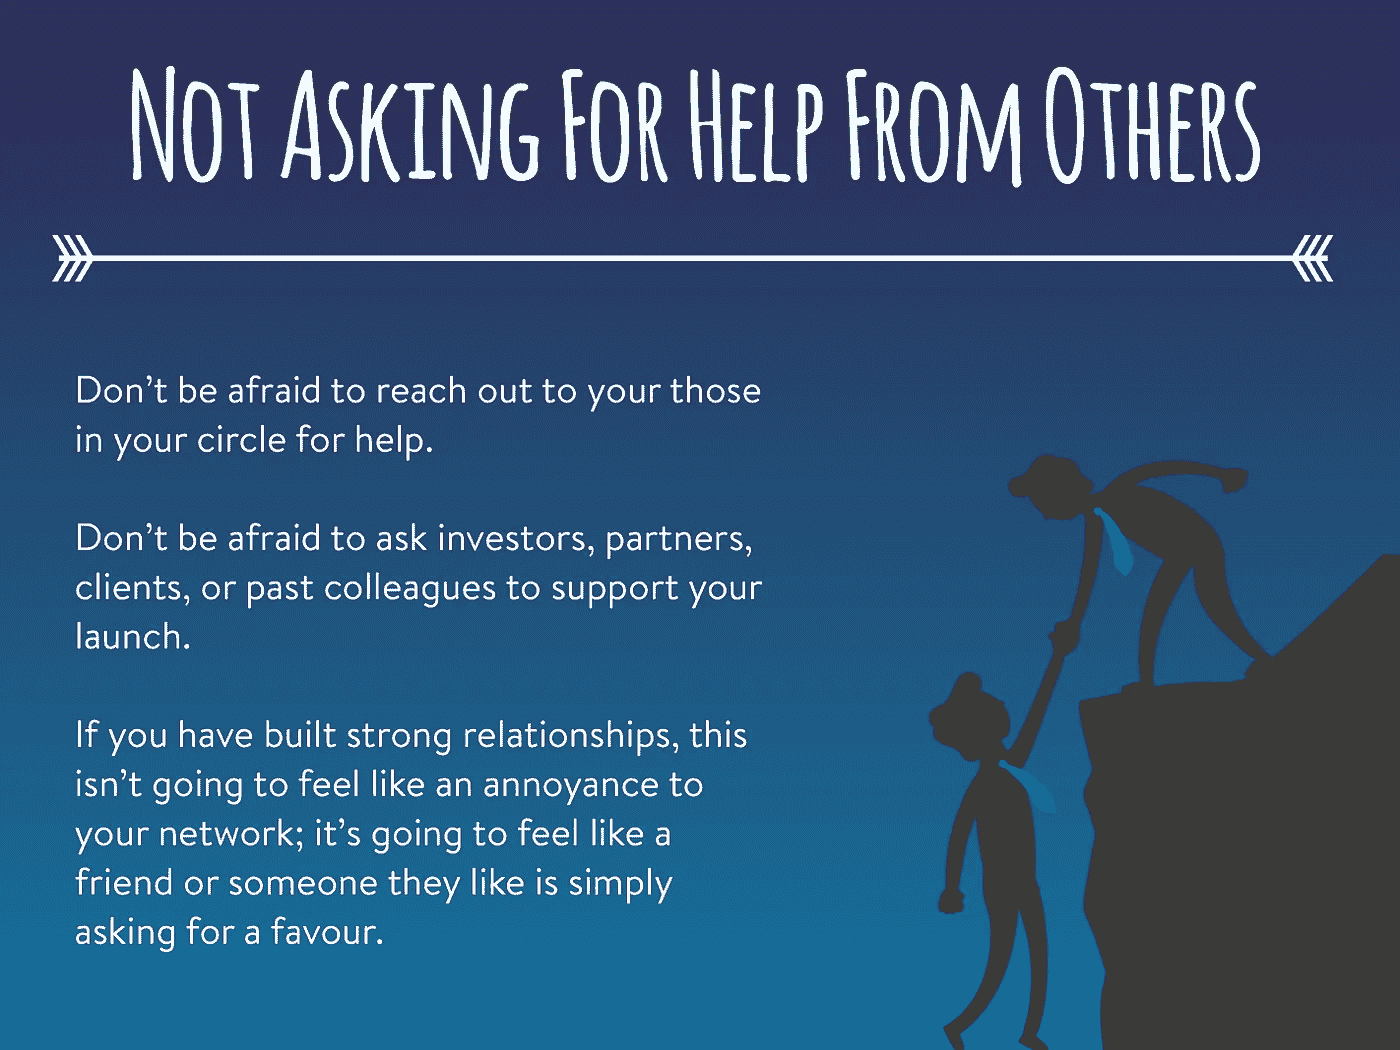 Not Asking For Help From Others
Don't be afraid to reach out to your those
in your circle for help.
Don't be afraid to ask investors, partners,
clients, or past colleagues to support your
launch.
If you have built strong relationships, this
isn't going to feel like an annoyance to
your network; it's going to feel like a
friend or someone they like is simply
asking for a favour.